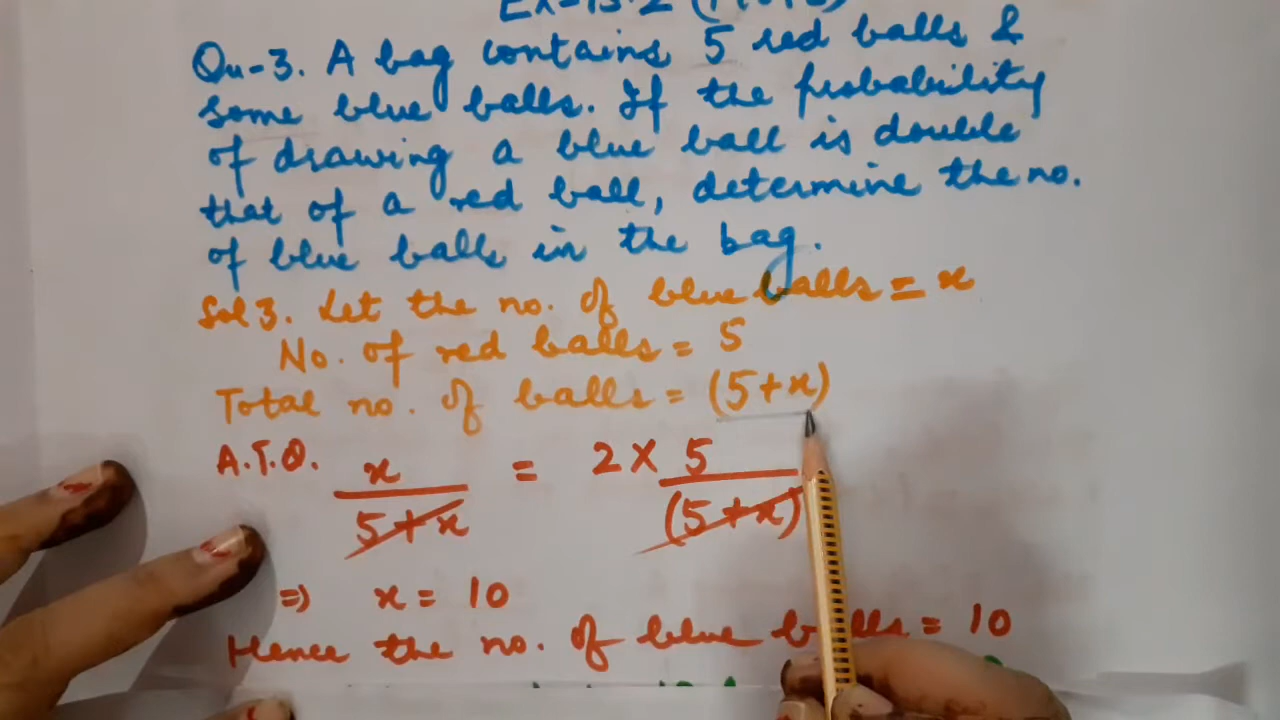 Qu-3. A bag contains 5 red balls &
some blue balls. If the probability
of drawing a blue ball is double
that of a red ball, determine the no.
of blue balls in the bag.
Sol 3. Let the no. of blue balls = x
No. of red balls = 5
Total no. of balls = (5+x)
A.T.Q. x/5+x = 2 X 5/(5+x)
=> x = 10
Hence the no. of blue balls = 10